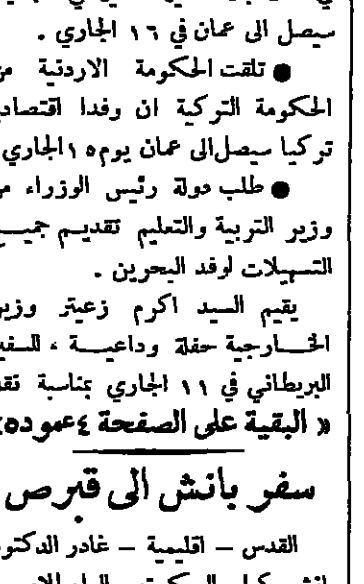 سيصل الى عمان في ١٦ الجاري .
● تلقت الحكومة الاردنية من
الحكومة التركية ان وفدا اقتصاديا
تركيا سيصل الى عمان يوم ١٥ الجاري
● طلب دولة رئيس الوزراء من
وزير التربية والتعليم تقديم جميع
التسهيلات لوفد البحرين .
يقيم السيد اكرم زعيتر وزير
الخارجية حفلة وداعية ، للسفير
البريطاني في ١١ الجاري بمناسبة
« البقية على الصفحة ٤ عمود ٥»
سفر بانش الى قبرص
القدس – اقليمية – غادر الدكتور